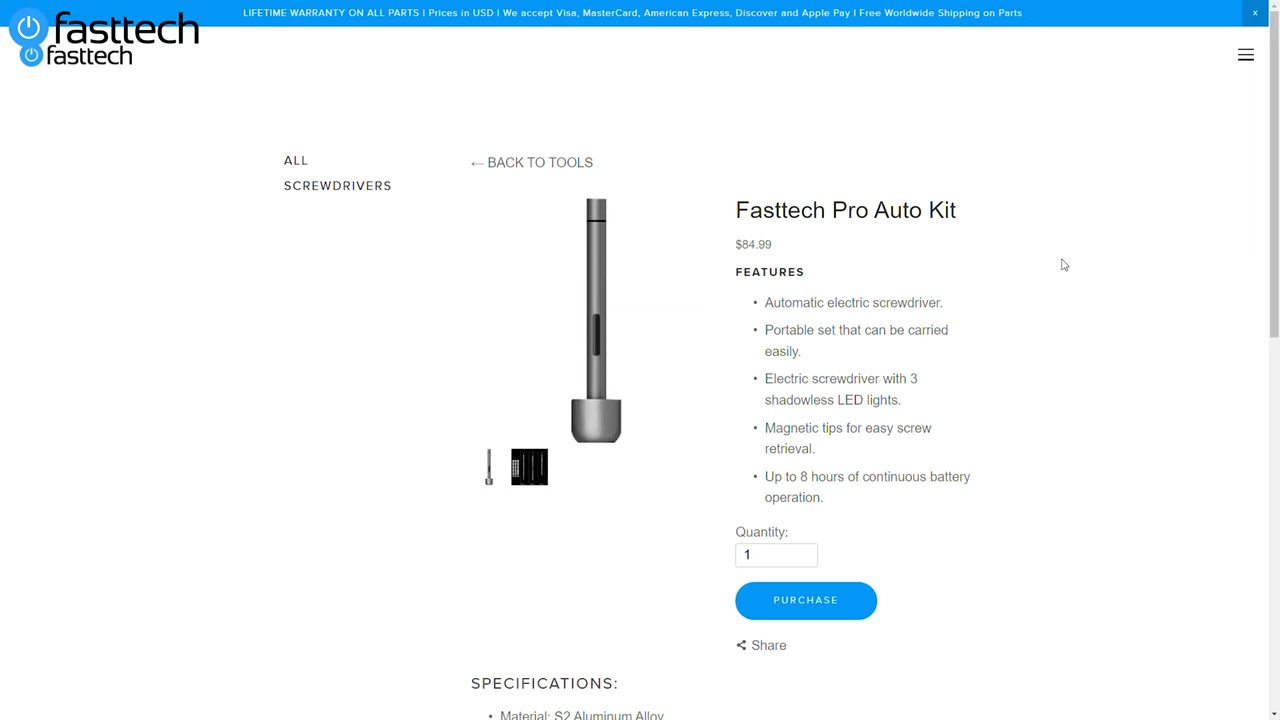 LIFETIME WARRANTY ON ALL PARTS | Prices in USD | We accept Visa, MasterCard, American Express, Discover and Apple Pay | Free Worldwide Shipping on Parts
x
fasttech
fasttech
ALL
SCREWDRIVERS
← BACK TO TOOLS
Fasttech Pro Auto Kit
$84.99
FEATURES
• Automatic electric screwdriver.
• Portable set that can be carried
easily.
• Electric screwdriver with 3
shadowless LED lights.
• Magnetic tips for easy screw
retrieval.
• Up to 8 hours of continuous battery
operation.
Quantity:
1
PURCHASE
Share
SPECIFICATIONS:
• Material: S2 Aluminum Alloy